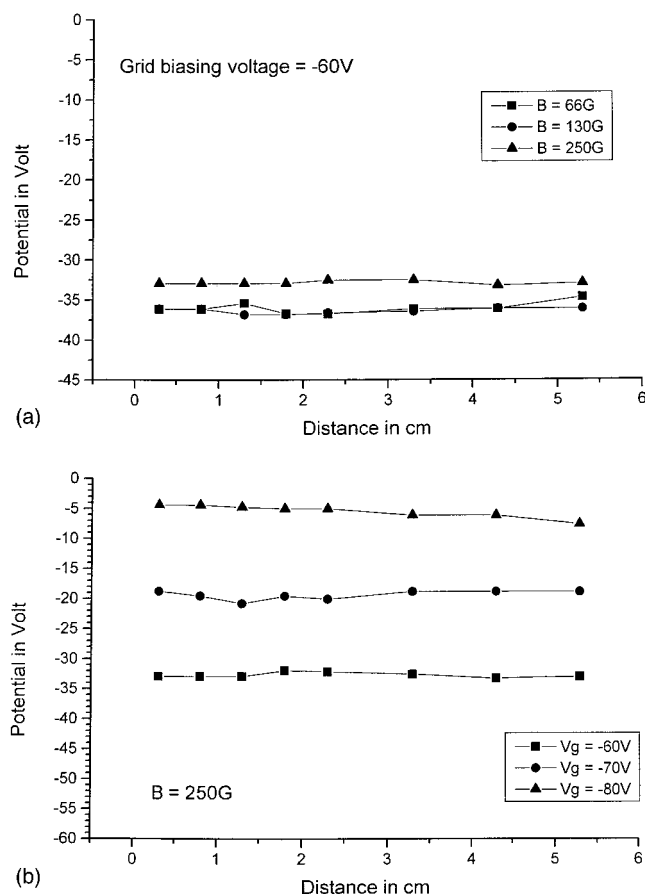 0
-5
-10
-15
-20
-25
-30
-35
-40
-45
Potential in Volt
Grid biasing voltage = -60V
B = 66G
B = 130G
B = 250G
0 1 2 3 4 5 6
Distance in cm
(a)
0
-5
-10
-15
-20
-25
-30
-35
-40
-45
-50
-55
-60
Potential in Volt
Vg = -60V
Vg = -70V
Vg = -80V
B = 250G
0 1 2 3 4 5 6
Distance in cm
(b)